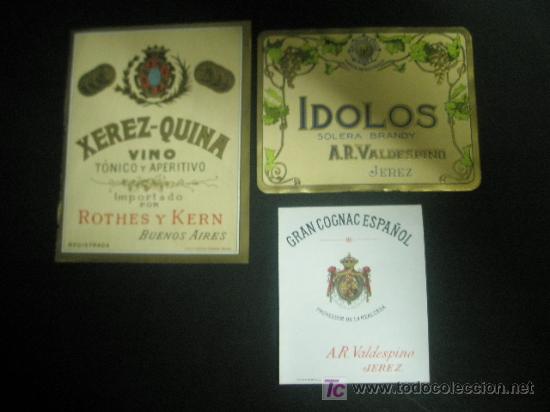 XEREZ-QUINA
VINO
TÓNICO Y APERITIVO
Importado
POR
ROTHES Y KERN
BUENOS AIRES
REGISTRADA
IDOLOS
SOLERA BRANDY
A.R. VALDESPINO
JEREZ
GRAN COGNAC ESPAÑOL
PROVEEDOR DE LA REAL CASA
A.R. Valdespino
JEREZ
tc
www.todocoleccion.net